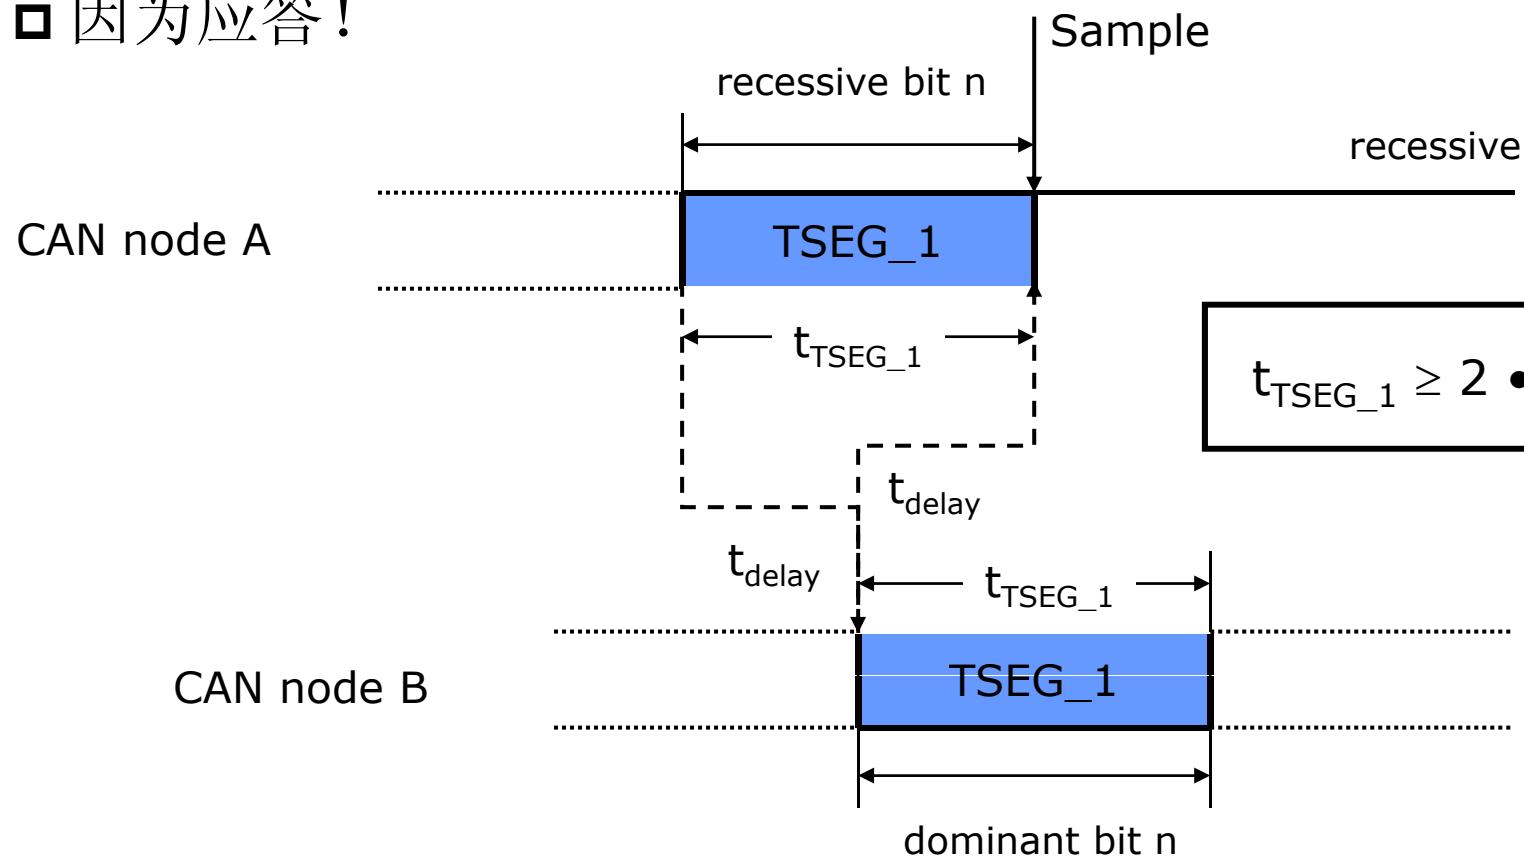 因为应答!
Sample
recessive bit n
recessive
CAN node A
TSEG_1
tTSEG_1
tTSEG_1 ≥ 2 •
tdelay
tdelay
tTSEG_1
CAN node B
TSEG_1
dominant bit n